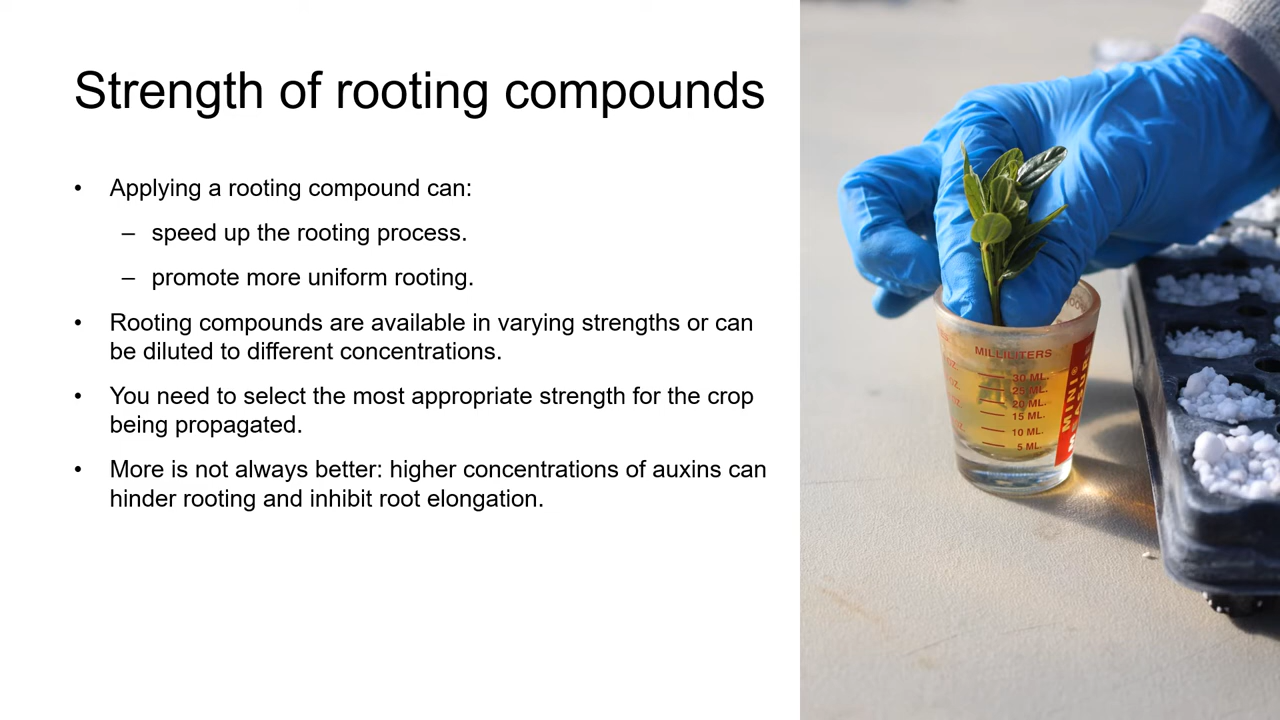 Strength of rooting compounds
• Applying a rooting compound can:
– speed up the rooting process.
– promote more uniform rooting.
• Rooting compounds are available in varying strengths or can
be diluted to different concentrations.
• You need to select the most appropriate strength for the crop
being propagated.
• More is not always better: higher concentrations of auxins can
hinder rooting and inhibit root elongation.
MILLILITERS
30 ML.
25 ML.
20 ML.
15 ML.
10 ML.
5 ML.
MINI®